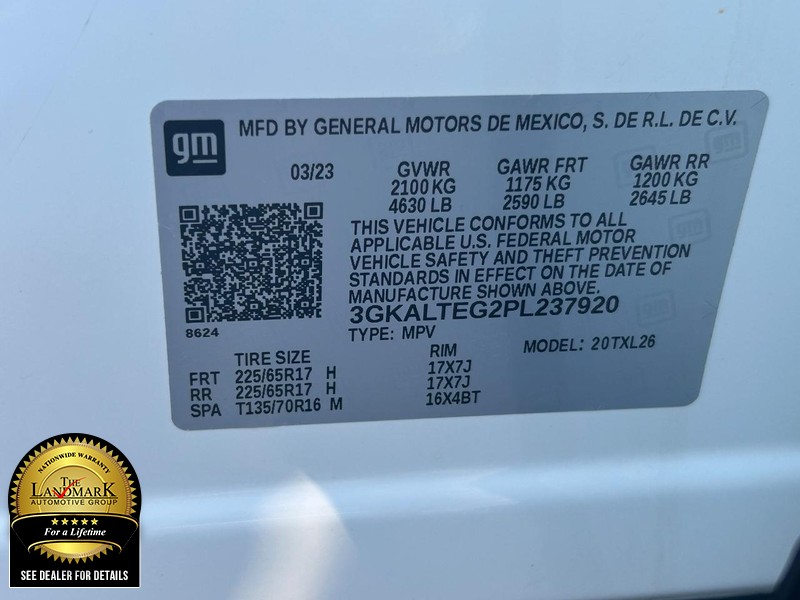 gm
MFD BY GENERAL MOTORS DE MEXICO, S. DE R.L. DE C.V.
03/23 GVWR GAWR FRT GAWR RR
2100 KG 1175 KG 1200 KG
4630 LB 2590 LB 2645 LB
THIS VEHICLE CONFORMS TO ALL
APPLICABLE U.S. FEDERAL MOTOR
VEHICLE SAFETY AND THEFT PREVENTION
STANDARDS IN EFFECT ON THE DATE OF
MANUFACTURE SHOWN ABOVE.
3GKALTEG2PL237920
8624
TYPE: MPV MODEL: 20TXL26
TIRE SIZE RIM
FRT 225/65R17 H 17X7J
RR 225/65R17 H 17X7J
SPA T135/70R16 M 16X4BT
NATIONWIDE WARRANTY
THE
LANDMARK
AUTOMOTIVE GROUP
For a Lifetime
SEE DEALER FOR DETAILS